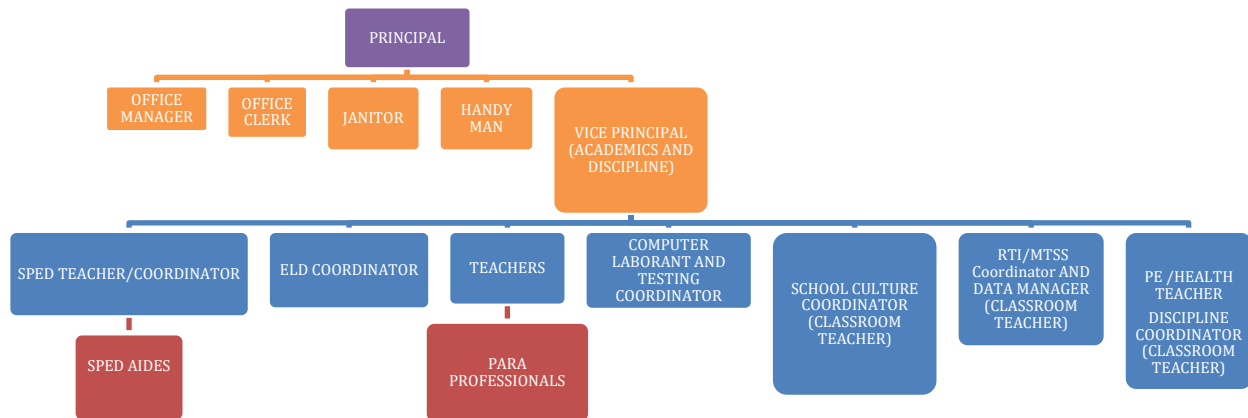 PRINCIPAL
OFFICE
MANAGER
OFFICE
CLERK
JANITOR
HANDY
MAN
VICE PRINCIPAL
(ACADEMICS AND
DISCIPLINE)
SPED TEACHER/COORDINATOR
ELD COORDINATOR
TEACHERS
COMPUTER
LABORANT AND
TESTING
COORDINATOR
SCHOOL CULTURE
COORDINATOR
(CLASSROOM
TEACHER)
RTI/MTSS
Coordinator AND
DATA MANAGER
(CLASSROOM
TEACHER)
PE /HEALTH
TEACHER
DISCIPLINE
COORDINATOR
(CLASSROOM
TEACHER)
SPED AIDES
PARA
PROFESSIONALS